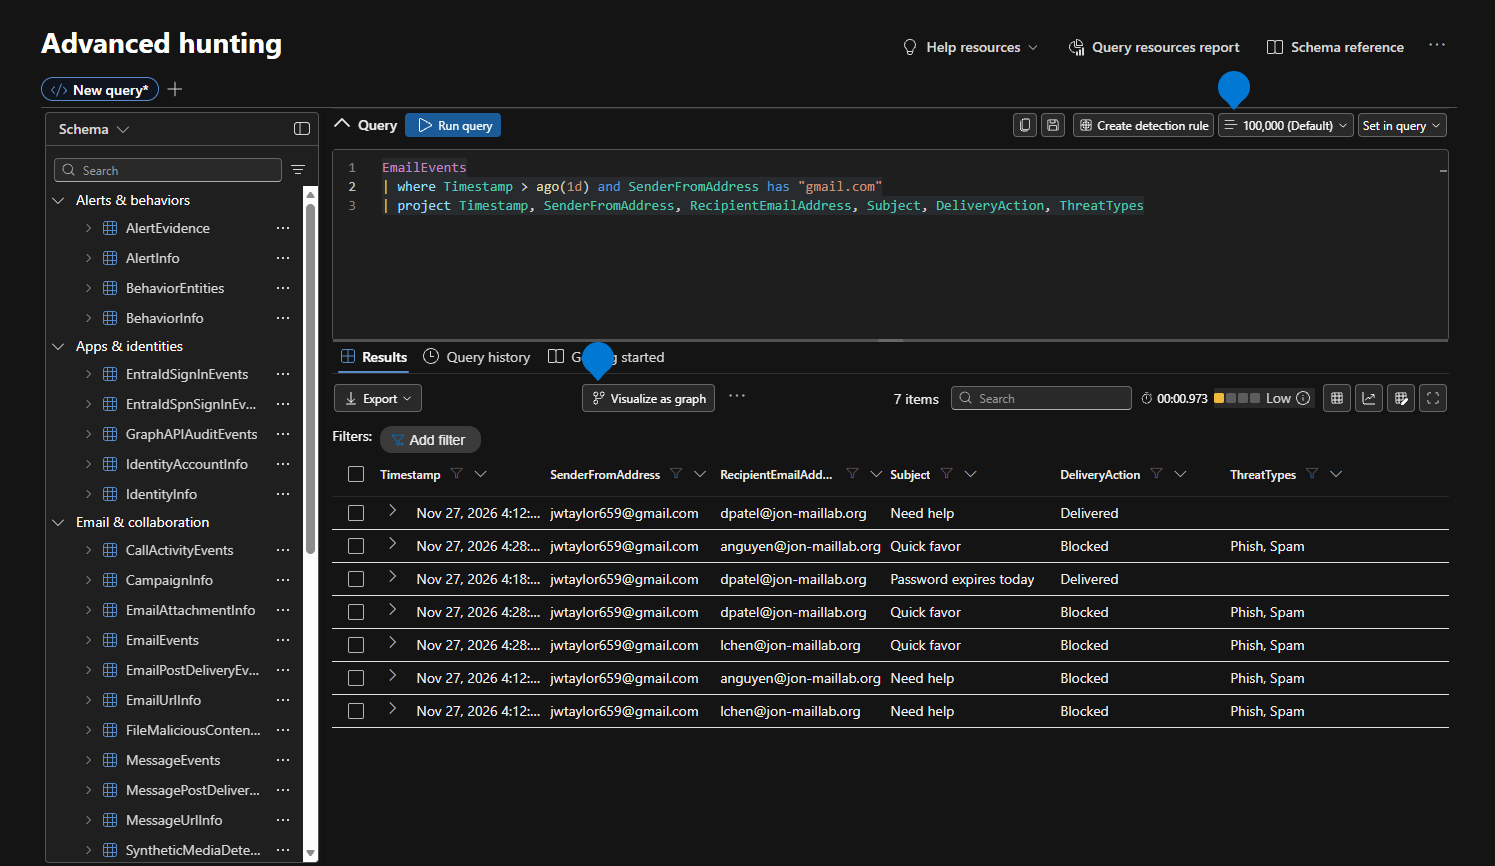 Advanced hunting
Help resources
Query resources report
Schema reference
New query*
Schema
Search
Alerts & behaviors
AlertEvidence
AlertInfo
BehaviorEntities
BehaviorInfo
Apps & identities
EntraIdSignInEvents
EntraIdSpnSignInEv...
GraphAPIAuditEvents
IdentityAccountInfo
IdentityInfo
Email & collaboration
CallActivityEvents
CampaignInfo
EmailAttachmentInfo
EmailEvents
EmailPostDeliveryEv...
EmailUrlInfo
FileMaliciousConten...
MessageEvents
MessagePostDeliver...
MessageUrlInfo
SyntheticMediaDete...
Query Run query Create detection rule 100,000 (Default) Set in query
1 EmailEvents
2 | where Timestamp > ago(1d) and SenderFromAddress has "gmail.com"
3 | project Timestamp, SenderFromAddress, RecipientEmailAddress, Subject, DeliveryAction, ThreatTypes
Results Query history started
Export Visualize as graph 7 items Search 00:00.973 Low
Filters: Add filter
Timestamp SenderFromAddress RecipientEmailAdd... Subject DeliveryAction ThreatTypes
Nov 27, 2026 4:12:... jwtaylor659@gmail.com dpatel@jon-maillab.org Need help Delivered
Nov 27, 2026 4:28:... jwtaylor659@gmail.com anguyen@jon-maillab.org Quick favor Blocked Phish, Spam
Nov 27, 2026 4:18:... jwtaylor659@gmail.com dpatel@jon-maillab.org Password expires today Delivered
Nov 27, 2026 4:28:... jwtaylor659@gmail.com dpatel@jon-maillab.org Quick favor Blocked Phish, Spam
Nov 27, 2026 4:28:... jwtaylor659@gmail.com lchen@jon-maillab.org Quick favor Blocked Phish, Spam
Nov 27, 2026 4:12:... jwtaylor659@gmail.com anguyen@jon-maillab.org Need help Blocked Phish, Spam
Nov 27, 2026 4:12:... jwtaylor659@gmail.com lchen@jon-maillab.org Need help Blocked Phish, Spam